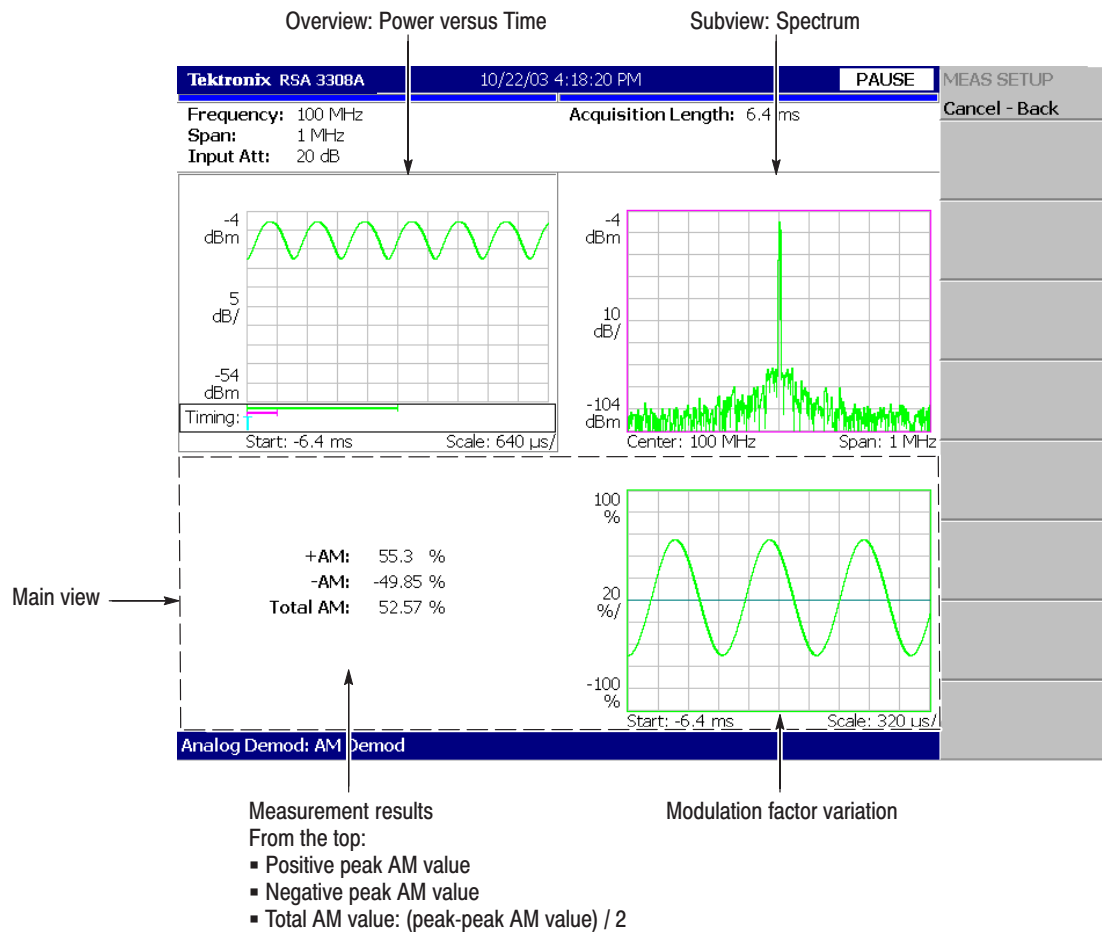 Overview: Power versus Time
Subview: Spectrum
Tektronix RSA 3308A 10/22/03 4:18:20 PM PAUSE MEAS SETUP
Cancel - Back
Frequency: 100 MHz
Span: 1 MHz
Input Att: 20 dB
Acquisition Length: 6.4 ms
-4
dBm
5
dB/
-54
dBm
Timing:
T
Start: -6.4 ms Scale: 640 µs/
-4
dBm
10
dB/
-104
dBm
Center: 100 MHz Span: 1 MHz
Main view
+AM: 55.3 %
-AM: -49.85 %
Total AM: 52.57 %
100
%
20
%/
-100
%
Start: -6.4 ms Scale: 320 µs/
Analog Demod: AM Demod
Measurement results
From the top:
▪ Positive peak AM value
▪ Negative peak AM value
▪ Total AM value: (peak-peak AM value) / 2
Modulation factor variation